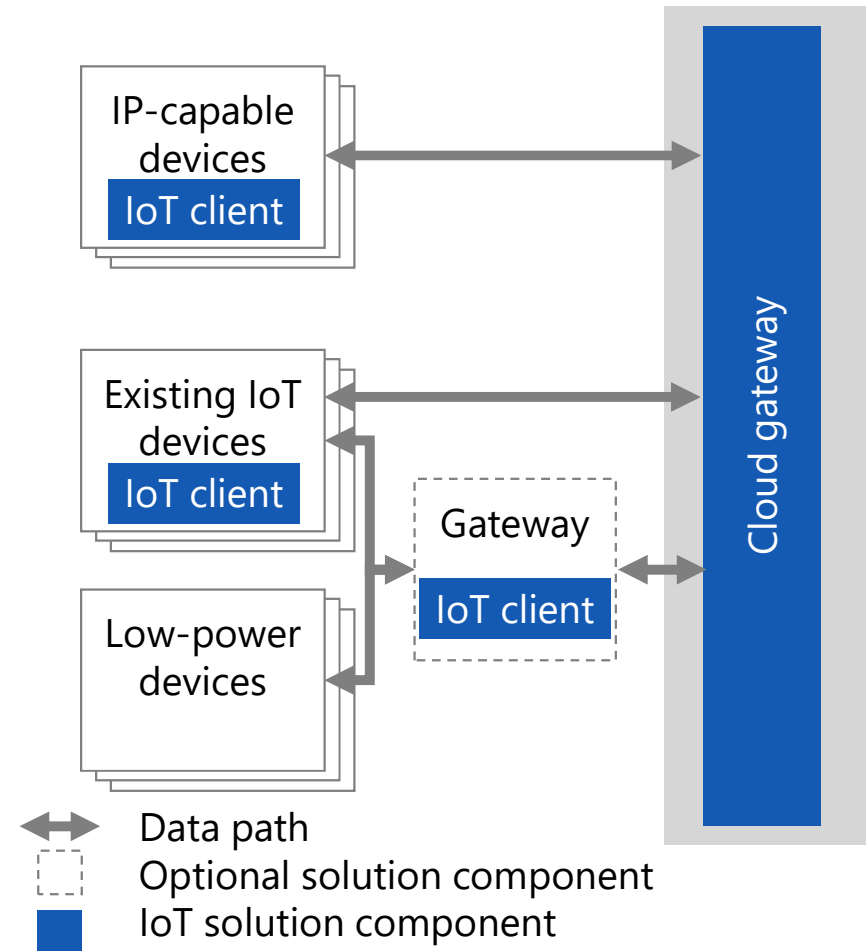 IP-capable
devices
IoT client
Existing IoT
devices
IoT client
Gateway
IoT client
Low-power
devices
Cloud gateway
Data path
Optional solution component
IoT solution component